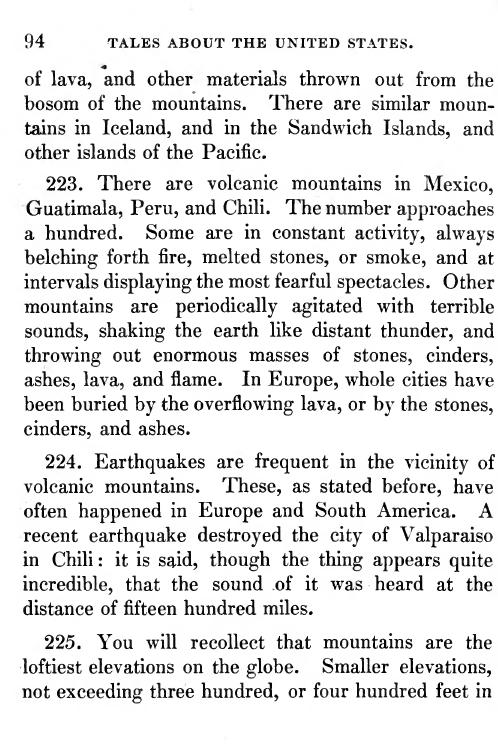 94 TALES ABOUT THE UNITED STATES.
of lava, and other materials thrown out from the
bosom of the mountains. There are similar moun-
tains in Iceland, and in the Sandwich Islands, and
other islands of the Pacific.
223. There are volcanic mountains in Mexico,
Guatimala, Peru, and Chili. The number approaches
a hundred. Some are in constant activity, always
belching forth fire, melted stones, or smoke, and at
intervals displaying the most fearful spectacles. Other
mountains are periodically agitated with terrible
sounds, shaking the earth like distant thunder, and
throwing out enormous masses of stones, cinders,
ashes, lava, and flame. In Europe, whole cities have
been buried by the overflowing lava, or by the stones,
cinders, and ashes.
224. Earthquakes are frequent in the vicinity of
volcanic mountains. These, as stated before, have
often happened in Europe and South America. A
recent earthquake destroyed the city of Valparaiso
in Chili: it is said, though the thing appears quite
incredible, that the sound of it was heard at the
distance of fifteen hundred miles.
225. You will recollect that mountains are the
loftiest elevations on the globe. Smaller elevations,
not exceeding three hundred, or four hundred feet in